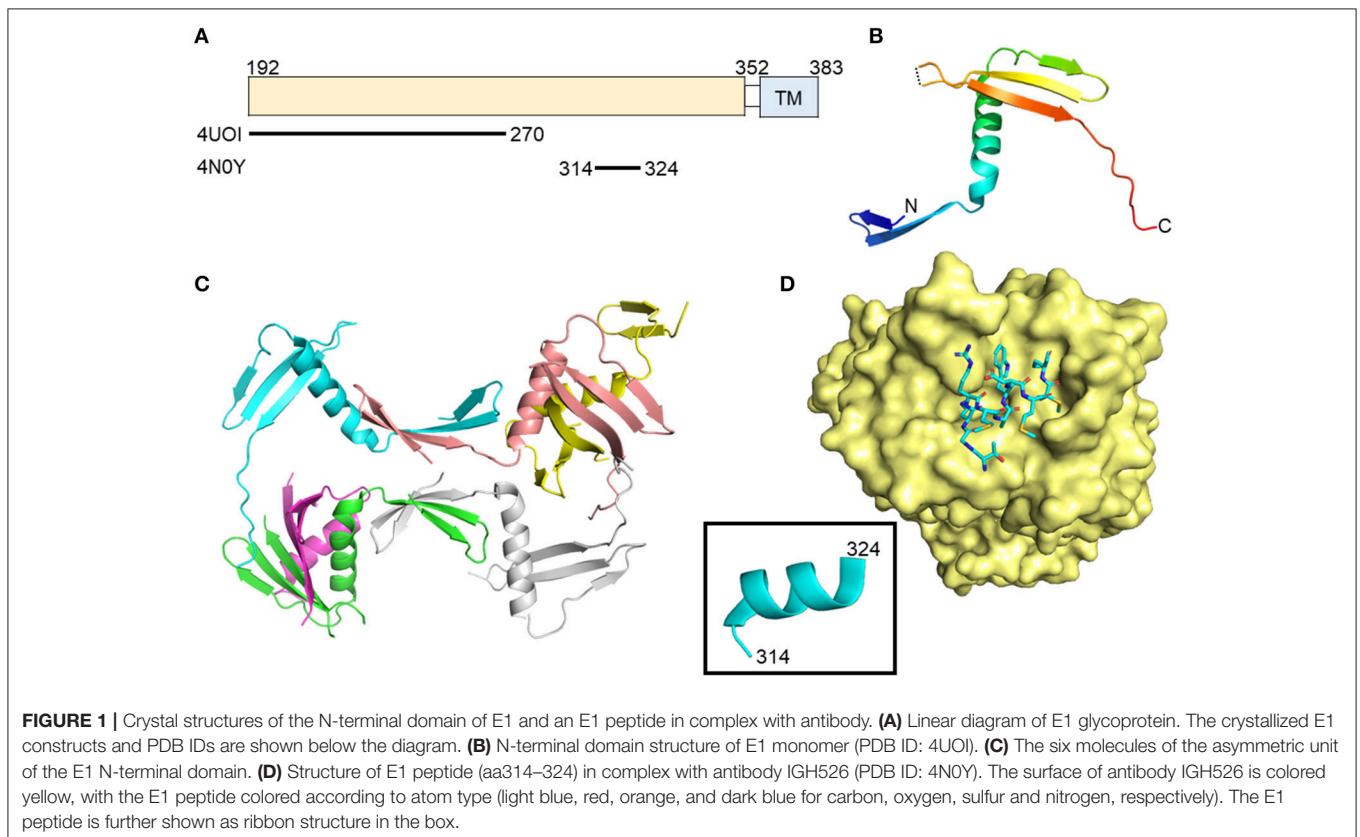 A
192
352
383
TM
4UOI
270
4N0Y
314
324
B
N
C
C
D
324
314
FIGURE 1 | Crystal structures of the N-terminal domain of E1 and an E1 peptide in complex with antibody. (A) Linear diagram of E1 glycoprotein. The crystallized E1
constructs and PDB IDs are shown below the diagram. (B) N-terminal domain structure of E1 monomer (PDB ID: 4UOI). (C) The six molecules of the asymmetric unit
of the E1 N-terminal domain. (D) Structure of E1 peptide (aa314–324) in complex with antibody IGH526 (PDB ID: 4N0Y). The surface of antibody IGH526 is colored
yellow, with the E1 peptide colored according to atom type (light blue, red, orange, and dark blue for carbon, oxygen, sulfur and nitrogen, respectively). The E1
peptide is further shown as ribbon structure in the box.